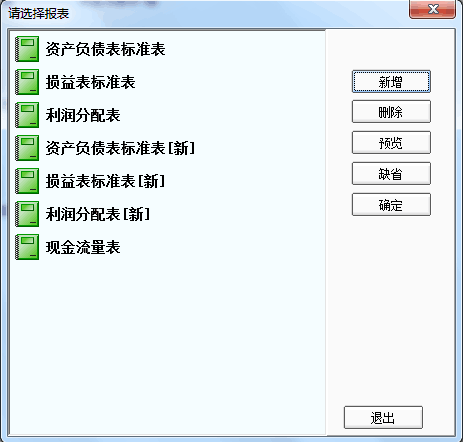 请选择报表
资产负债表标准表
损益表标准表
利润分配表
资产负债表标准表[新]
损益表标准表[新]
利润分配表[新]
现金流量表
新增
删除
预览
缺省
确定
退出